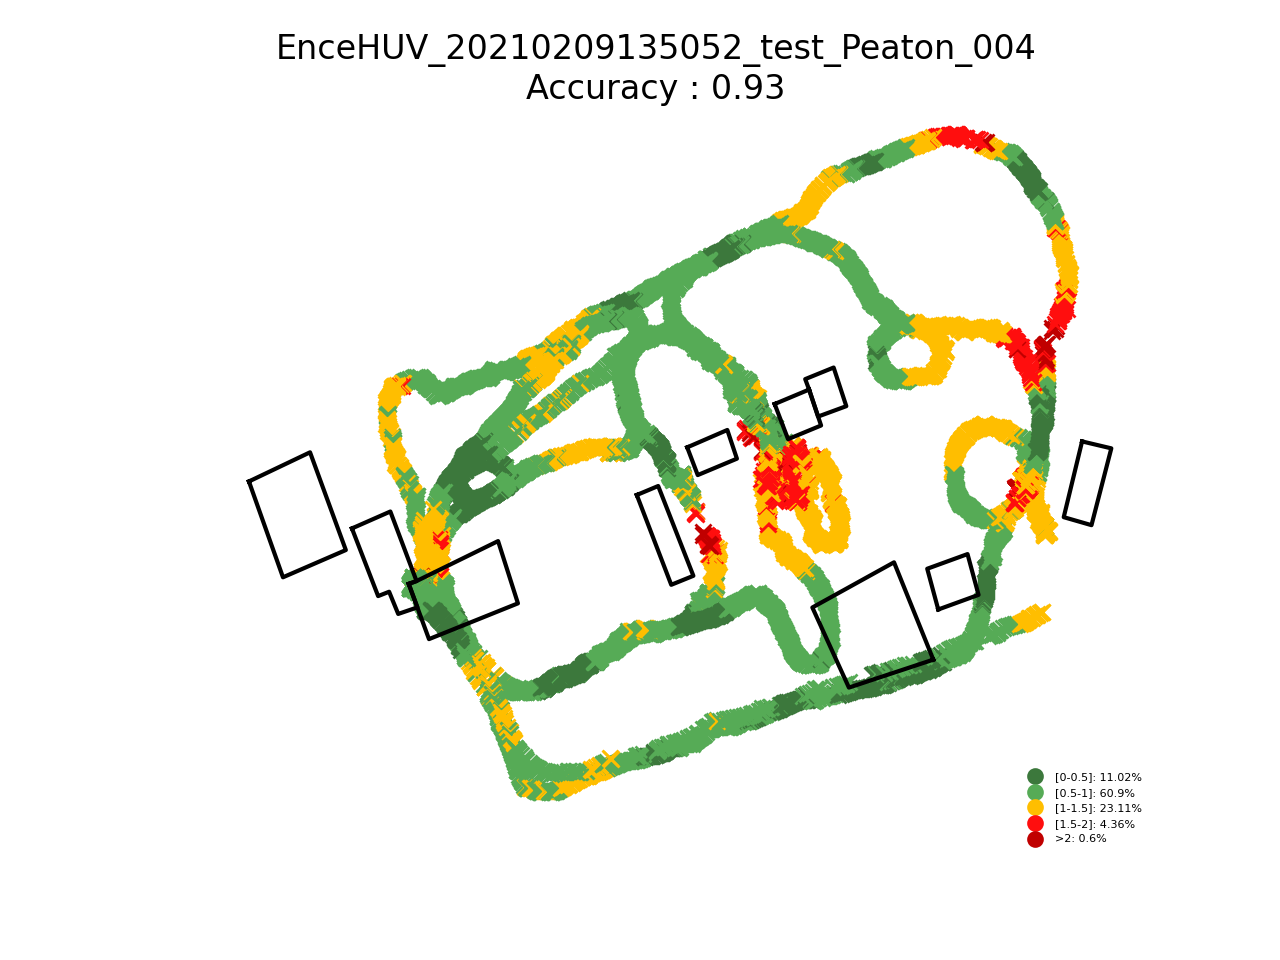 EnceHUV_20210209135052_test_Peaton_004
Accuracy : 0.93
[0-0.5]: 11.02%
[0.5-1]: 60.9%
[1-1.5]: 23.11%
[1.5-2]: 4.36%
>2: 0.6%